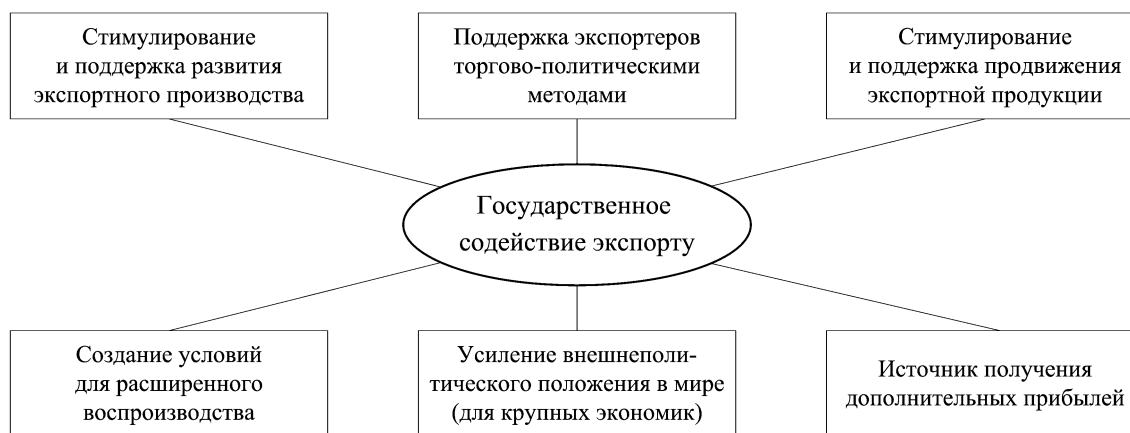 Стимулирование
и поддержка развития
экспортного производства
Поддержка экспортеров
торгово-политическими
методами
Стимулирование
и поддержка продвижения
экспортной продукции
Государственное
содействие экспорту
Создание условий
для расширенного
воспроизводства
Усиление внешнеполи-
тического положения в мире
(для крупных экономик)
Источник получения
дополнительных прибылей